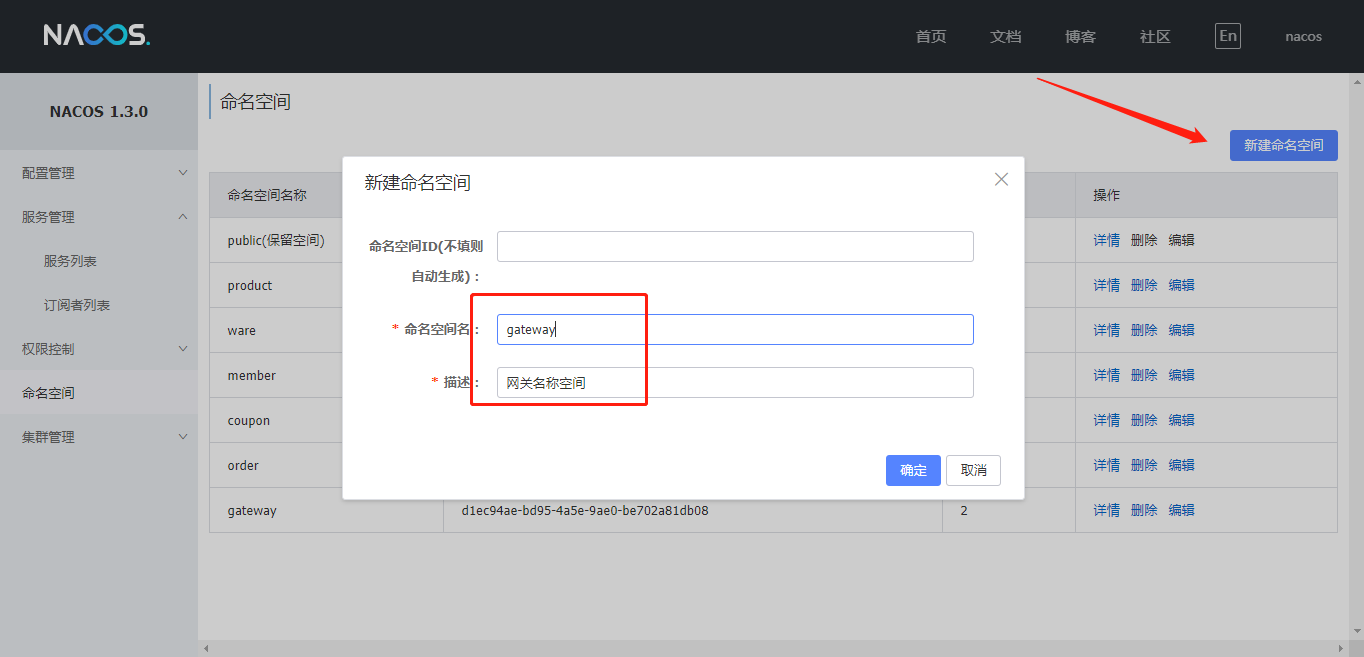 NACOS.
首页 文档 博客 社区 En nacos
NACOS 1.3.0
配置管理
服务管理
服务列表
订阅者列表
权限控制
命名空间
集群管理
命名空间
新建命名空间
命名空间名称 操作
public(保留空间) 详情 删除 编辑
product 详情 删除 编辑
ware 详情 删除 编辑
member 详情 删除 编辑
coupon 详情 删除 编辑
order 详情 删除 编辑
gateway d1ec94ae-bd95-4a5e-9ae0-be702a81db08 2 详情 删除 编辑
新建命名空间
命名空间ID(不填则
自动生成)：
* 命名空间名： gateway
* 描述： 网关名称空间
确定 取消